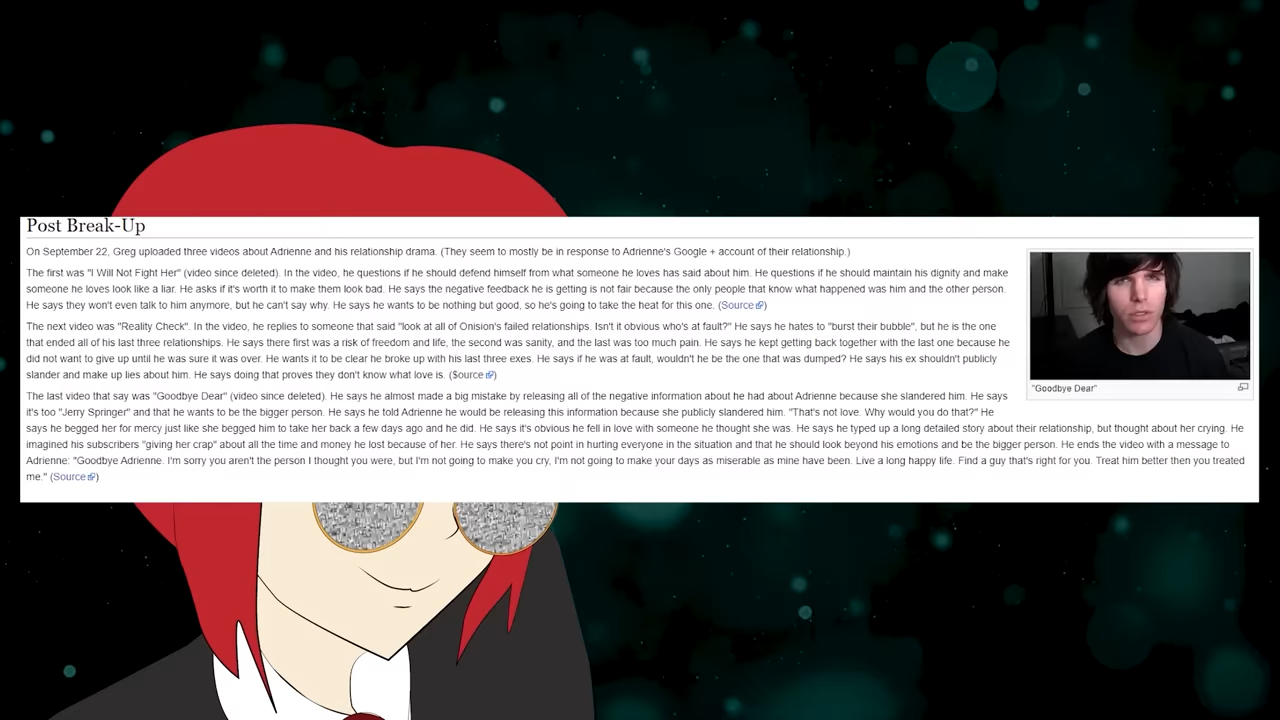 Post Break-Up
On September 22, Greg uploaded three videos about Adrienne and his relationship drama. (They seem to mostly be in response to Adrienne's Google + account of their relationship.)
The first was "I Will Not Fight Her" (video since deleted). In the video, he questions if he should defend himself from what someone he loves has said about him. He questions if he should maintain his dignity and make
someone he loves look like a liar. He asks if it's worth it to make them look bad. He says the negative feedback he is getting is not fair because the only people that know what happened was him and the other person.
He says they won't even talk to him anymore, but he can't say why. He says he wants to be nothing but good, so he's going to take the heat for this one. (Source)
The next video was "Reality Check". In the video, he replies to someone that said "look at all of Onision's failed relationships. Isn't it obvious who's at fault?" He says he hates to "burst their bubble", but he is the one
that ended all of his last three relationships. He says there first was a risk of freedom and life, the second was sanity, and the last was too much pain. He says he kept getting back together with the last one because he
did not want to give up until he was sure it was over. He wants it to be clear he broke up with his last three exes. He says if he was at fault, wouldn't he be the one that was dumped? He says his ex shouldn't publicly
slander and make up lies about him. He says doing that proves they don't know what love is. (Source)
"Goodbye Dear"
The last video that say was "Goodbye Dear" (video since deleted). He says he almost made a big mistake by releasing all of the negative information about he had about Adrienne because she slandered him. He says
it's too "Jerry Springer" and that he wants to be the bigger person. He says he told Adrienne he would be releasing this information because she publicly slandered him. "That's not love. Why would you do that?" He
says he begged her for mercy just like she begged him to take her back a few days ago and he did. He says it's obvious he fell in love with someone he thought she was. He says he typed up a long detailed story about their relationship, but thought about her crying. He
imagined his subscribers "giving her crap" about all the time and money he lost because of her. He says there's not point in hurting everyone in the situation and that he should look beyond his emotions and be the bigger person. He ends the video with a message to
Adrienne: "Goodbye Adrienne. I'm sorry you aren't the person I thought you were, but I'm not going to make you cry, I'm not going to make your days as miserable as mine have been. Live a long happy life. Find a guy that's right for you. Treat him better then you treated
me." (Source)